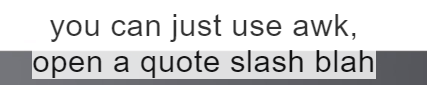 you can just use awk,
open a quote slash blah